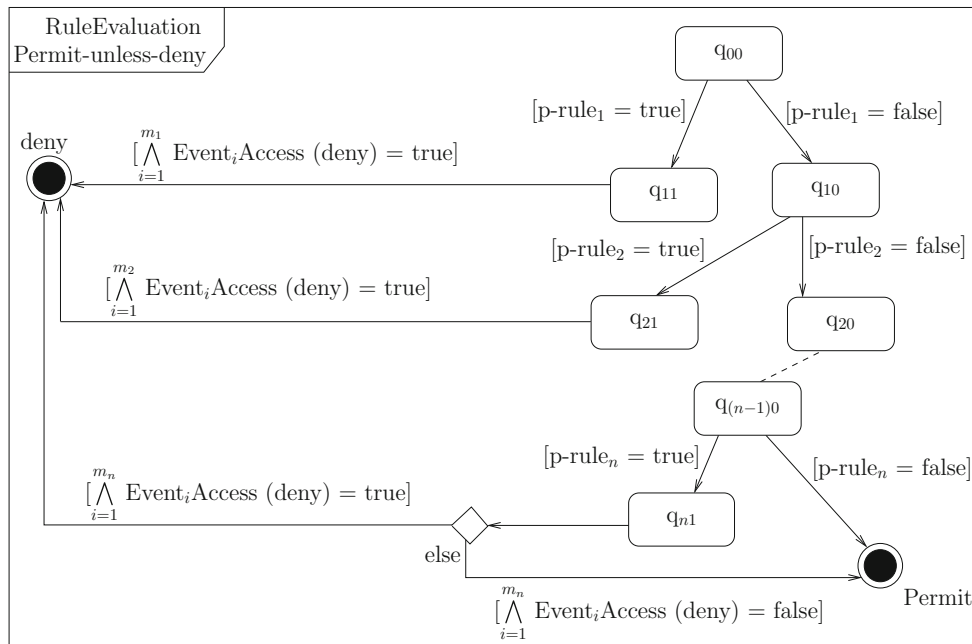 RuleEvaluation
Permit-unless-deny
q₀₀
[p-rule₁ = true]
[p-rule₁ = false]
deny
[⋀ᵢ₌₁^{m₁} EventᵢAccess (deny) = true]
q₁₁
q₁₀
[p-rule₂ = true]
[p-rule₂ = false]
[⋀ᵢ₌₁^{m₂} EventᵢAccess (deny) = true]
q₂₁
q₂₀
q₍ₙ₋₁₎₀
[p-ruleₙ = true]
[p-ruleₙ = false]
[⋀ᵢ₌₁^{mₙ} EventᵢAccess (deny) = true]
qₙ₁
else
Permit
[⋀ᵢ₌₁^{mₙ} EventᵢAccess (deny) = false]